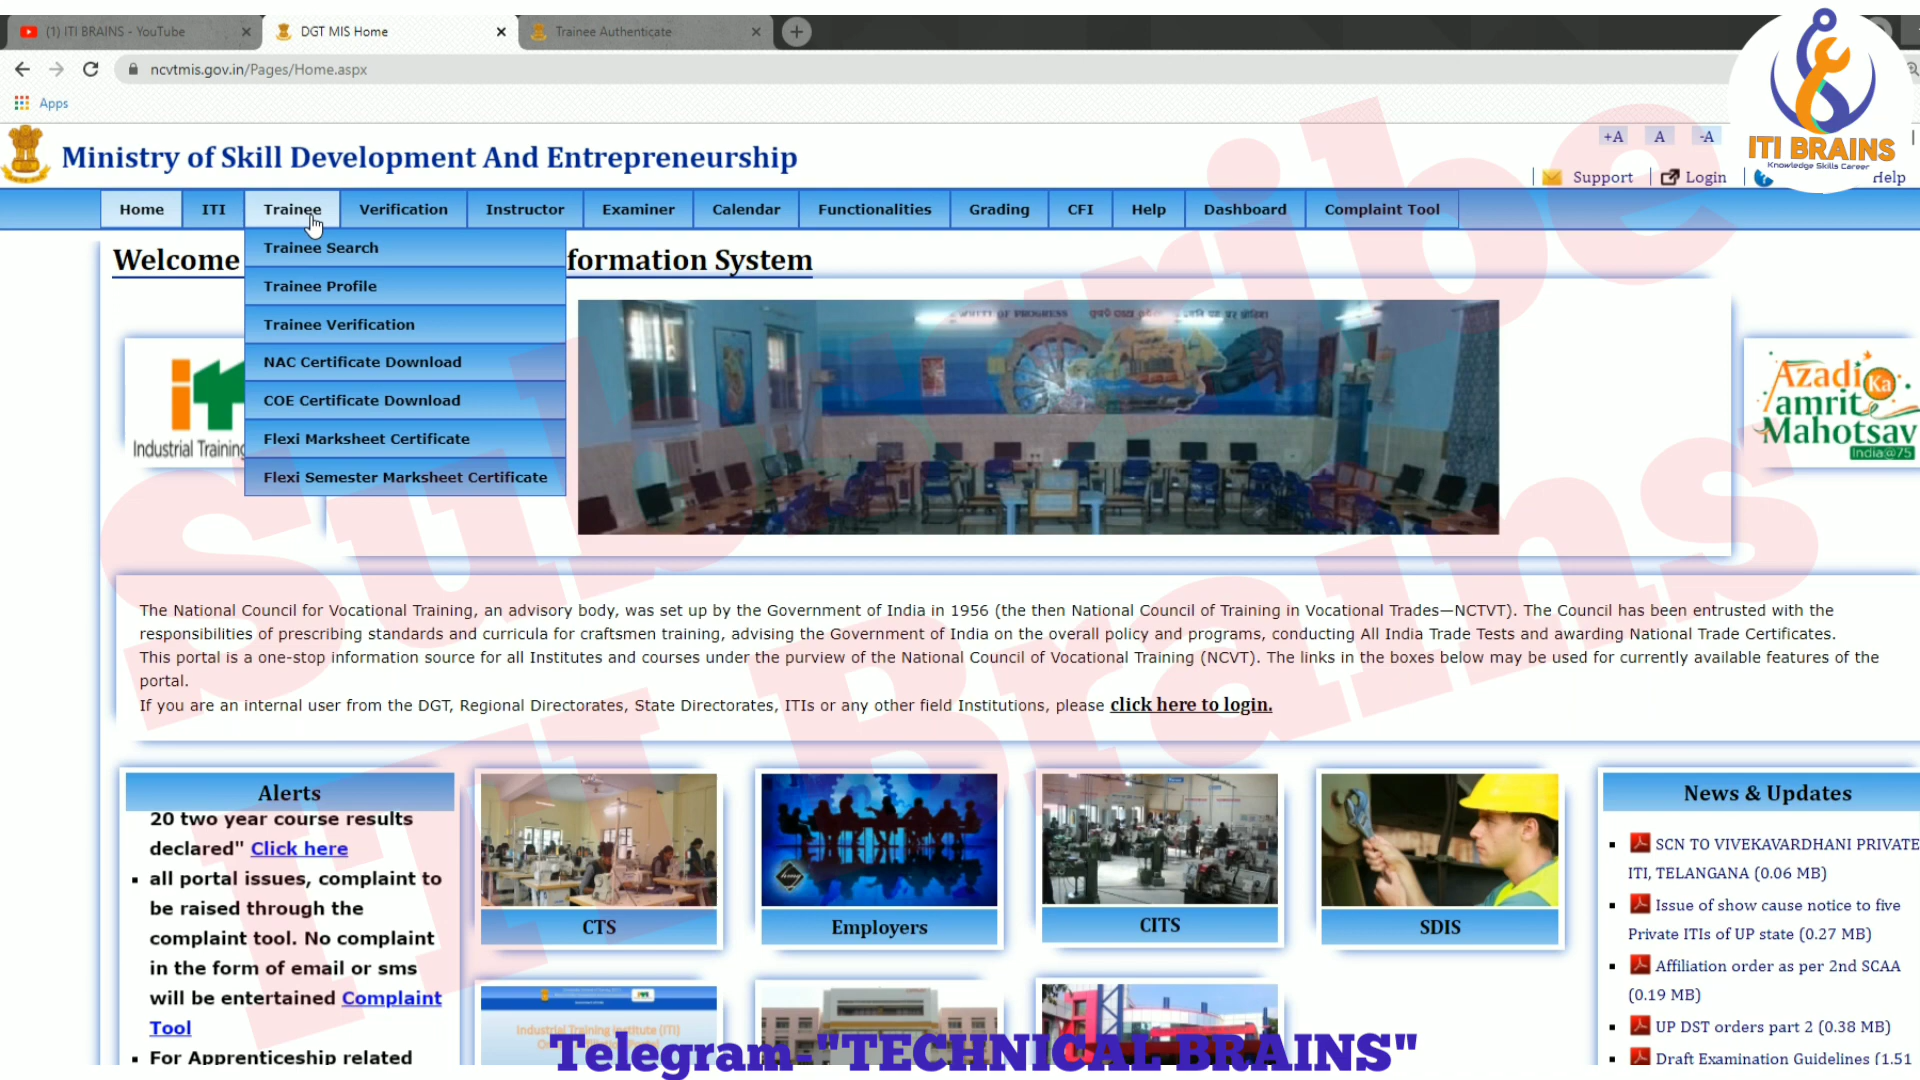 (1) ITI BRAINS - YouTube
DGT MIS Home
Trainee Authenticate
ncvtmis.gov.in/Pages/Home.aspx
Apps
Ministry of Skill Development And Entrepreneurship
+A A -A
Support Login Help
ITI BRAINS
Knowledge Skills Career
Home ITI Trainee Verification Instructor Examiner Calendar Functionalities Grading CFI Help Dashboard Complaint Tool
Trainee Search
Trainee Profile
Trainee Verification
NAC Certificate Download
COE Certificate Download
Flexi Marksheet Certificate
Flexi Semester Marksheet Certificate
Welcome formation System
Industrial Training
Azadi Ka
amrit
Mahotsav
India@75
Subscribe
ITI Brains
The National Council for Vocational Training, an advisory body, was set up by the Government of India in 1956 (the then National Council of Training in Vocational Trades—NCTVT). The Council has been entrusted with the
responsibilities of prescribing standards and curricula for craftsmen training, advising the Government of India on the overall policy and programs, conducting All India Trade Tests and awarding National Trade Certificates.
This portal is a one-stop information source for all Institutes and courses under the purview of the National Council of Vocational Training (NCVT). The links in the boxes below may be used for currently available features of the
portal.
If you are an internal user from the DGT, Regional Directorates, State Directorates, ITIs or any other field Institutions, please click here to login.
Alerts
20 two year course results
declared" Click here
all portal issues, complaint to
be raised through the
complaint tool. No complaint
in the form of email or sms
will be entertained Complaint
Tool
For Apprenticeship related
CTS
Employers
CITS
SDIS
Industrial Training Institute (ITI)
News & Updates
SCN TO VIVEKAVARDHANI PRIVATE
ITI, TELANGANA (0.06 MB)
Issue of show cause notice to five
Private ITIs of UP state (0.27 MB)
Affiliation order as per 2nd SCAA
(0.19 MB)
UP DST orders part 2 (0.38 MB)
Draft Examination Guidelines (1.51
Telegram-"TECHNICAL BRAINS"